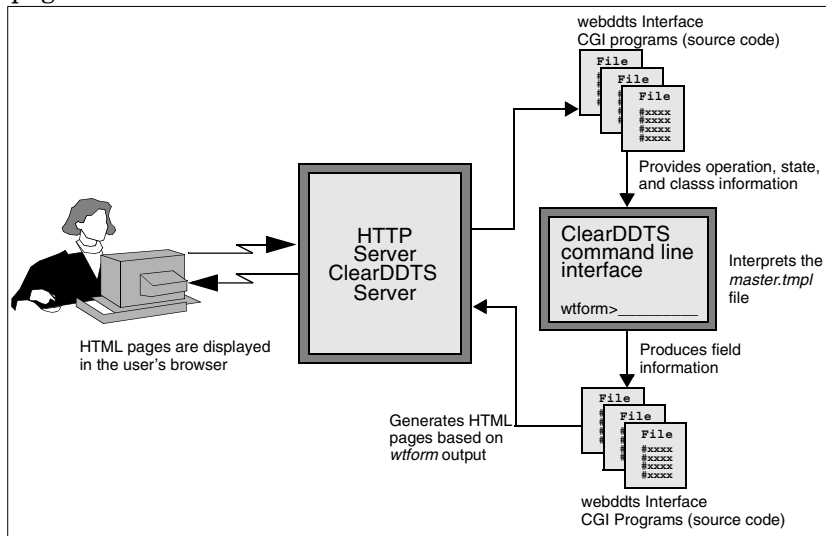 webddts Interface
CGI programs (source code)
File
#
#
#
#
File
#
#
#
#
File
#xxxx
#xxxx
#xxxx
#xxxx
Provides operation, state,
and classs information
HTTP
Server
ClearDDTS
Server
ClearDDTS
command line
interface
wtform>_________
Interprets the
master.tmpl
file
HTML pages are displayed
in the user's browser
Produces field
information
Generates HTML
pages based on
wtform output
File
#
#
#
#
File
#
#
#
#
File
#xxxx
#xxxx
#xxxx
#xxxx
webddts Interface
CGI Programs (source code)